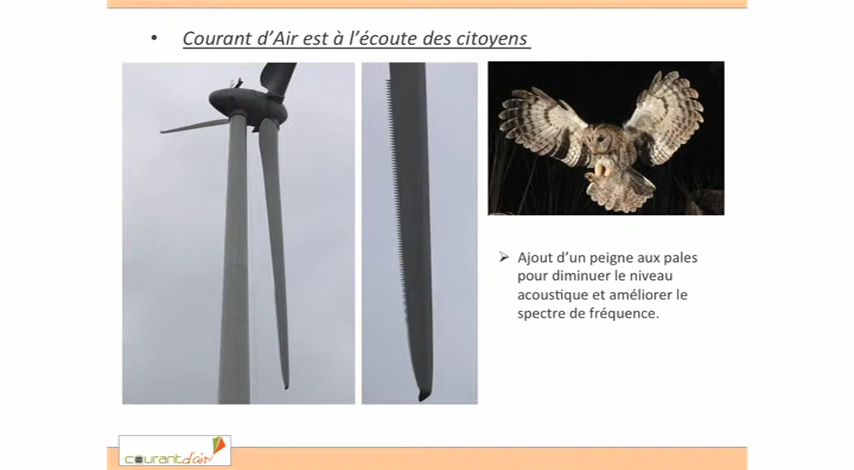 • Courant d'Air est à l'écoute des citoyens
➢ Ajout d'un peigne aux pales
pour diminuer le niveau
acoustique et améliorer le
spectre de fréquence.
courant d'air